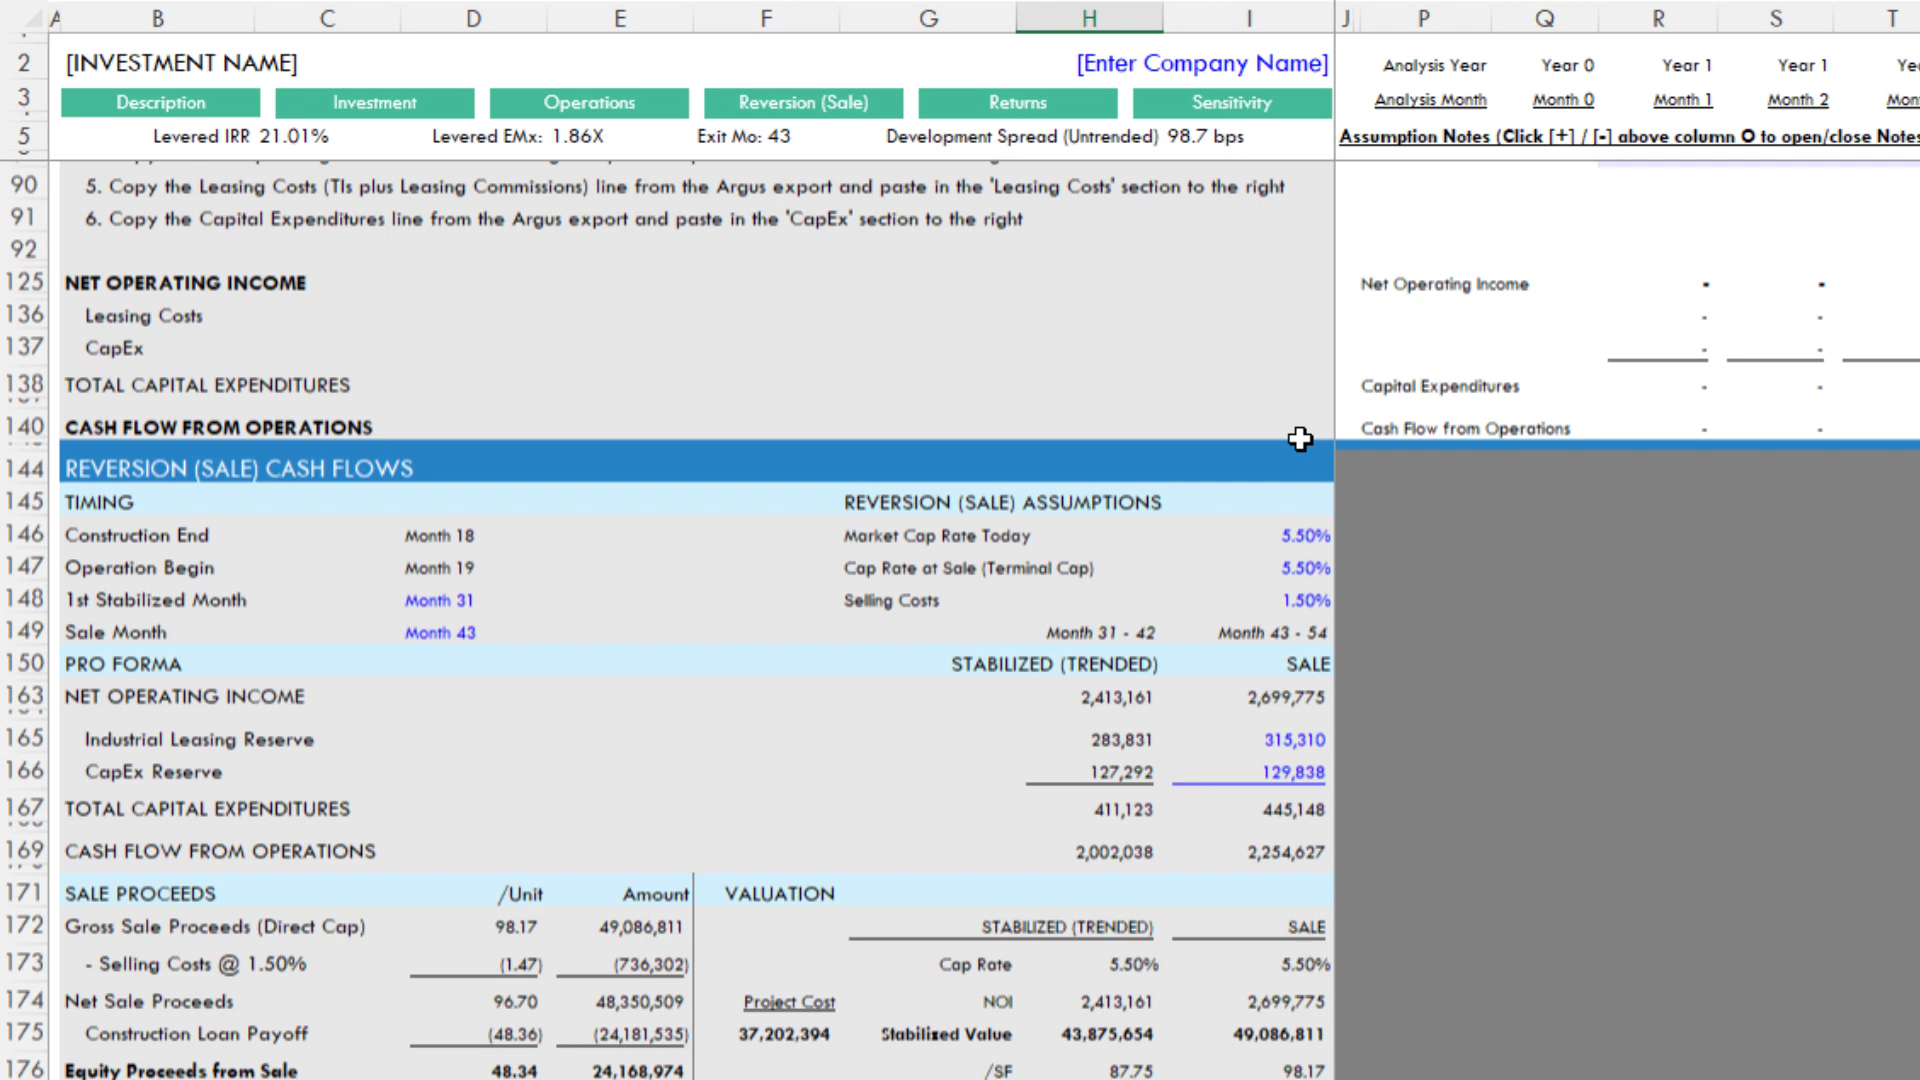 A B C D E F G H I J P Q R S T
2 [INVESTMENT NAME] [Enter Company Name] Analysis Year Year 0 Year 1 Year 1
3 Description Investment Operations Reversion (Sale) Returns Sensitivity Analysis Month Month 0 Month 1 Month 2
5 Levered IRR 21.01% Levered EMx: 1.86X Exit Mo: 43 Development Spread (Untrended) 98.7 bps Assumption Notes (Click [+] / [-] above column O to open/close Notes
90 5. Copy the Leasing Costs (TIs plus Leasing Commissions) line from the Argus export and paste in the 'Leasing Costs' section to the right
91 6. Copy the Capital Expenditures line from the Argus export and paste in the 'CapEx' section to the right
92
125 NET OPERATING INCOME Net Operating Income - -
136 Leasing Costs - -
137 CapEx - -
138 TOTAL CAPITAL EXPENDITURES Capital Expenditures - -
140 CASH FLOW FROM OPERATIONS Cash Flow from Operations - -
144 REVERSION (SALE) CASH FLOWS
145 TIMING REVERSION (SALE) ASSUMPTIONS
146 Construction End Month 18 Market Cap Rate Today 5.50%
147 Operation Begin Month 19 Cap Rate at Sale (Terminal Cap) 5.50%
148 1st Stabilized Month Month 31 Selling Costs 1.50%
149 Sale Month Month 43 Month 31 - 42 Month 43 - 54
150 PRO FORMA STABILIZED (TRENDED) SALE
163 NET OPERATING INCOME 2,413,161 2,699,775
165 Industrial Leasing Reserve 283,831 315,310
166 CapEx Reserve 127,292 129,838
167 TOTAL CAPITAL EXPENDITURES 411,123 445,148
169 CASH FLOW FROM OPERATIONS 2,002,038 2,254,627
171 SALE PROCEEDS /Unit Amount VALUATION
172 Gross Sale Proceeds (Direct Cap) 98.17 49,086,811 STABILIZED (TRENDED) SALE
173 - Selling Costs @ 1.50% (1.47) (736,302) Cap Rate 5.50% 5.50%
174 Net Sale Proceeds 96.70 48,350,509 Project Cost NOI 2,413,161 2,699,775
175 Construction Loan Payoff (48.36) (24,181,535) 37,202,394 Stabilized Value 43,875,654 49,086,811
176 Equity Proceeds from Sale 48.34 24,168,974 /SF 87.75 98.17